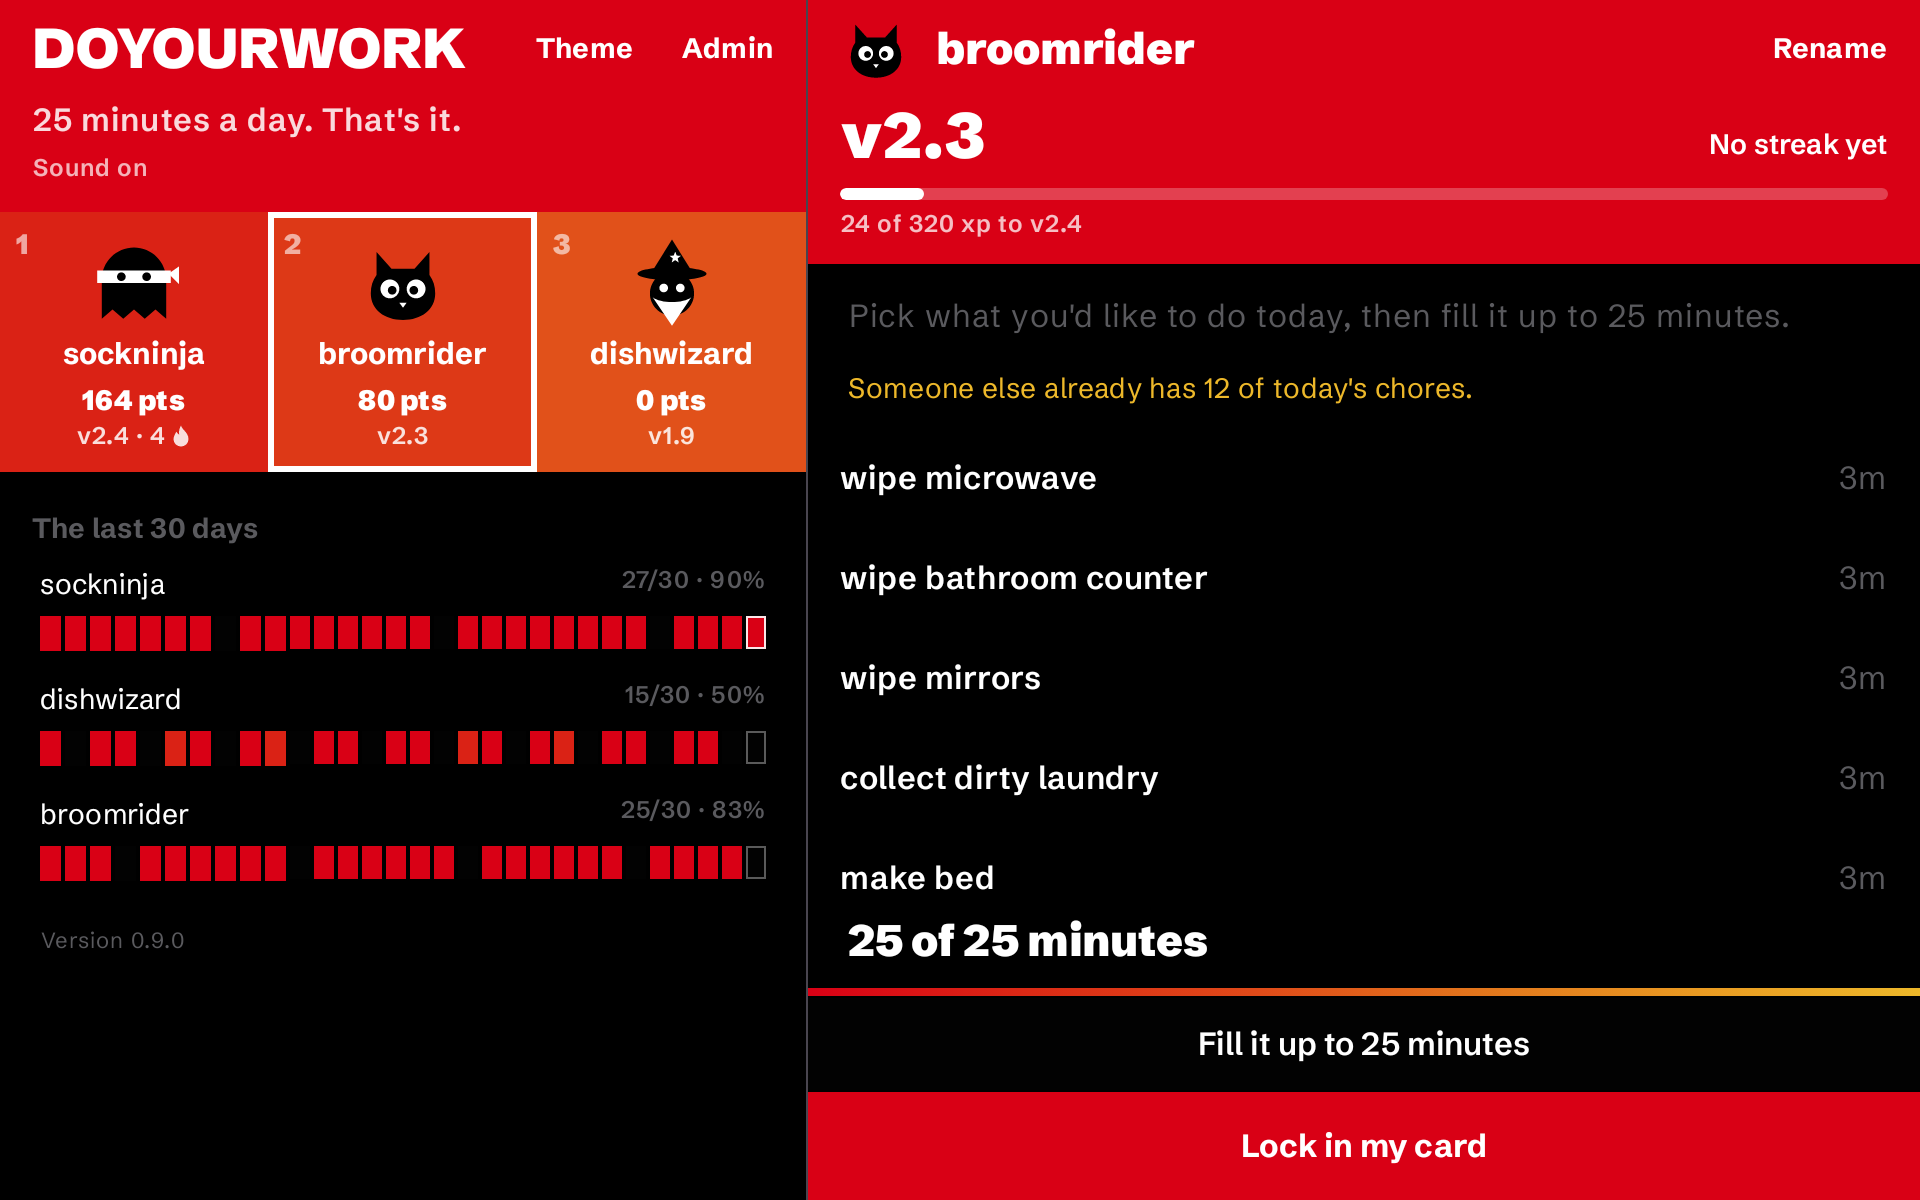 DOYOURWORK
Theme
Admin
25 minutes a day. That's it.
Sound on
1
sockninja
164 pts
v2.4 · 4
2
broomrider
80 pts
v2.3
3
dishwizard
0 pts
v1.9
The last 30 days
sockninja
27/30 · 90%
dishwizard
15/30 · 50%
broomrider
25/30 · 83%
Version 0.9.0
broomrider
Rename
v2.3
No streak yet
24 of 320 xp to v2.4
Pick what you'd like to do today, then fill it up to 25 minutes.
Someone else already has 12 of today's chores.
wipe microwave
3m
wipe bathroom counter
3m
wipe mirrors
3m
collect dirty laundry
3m
make bed
3m
25 of 25 minutes
Fill it up to 25 minutes
Lock in my card